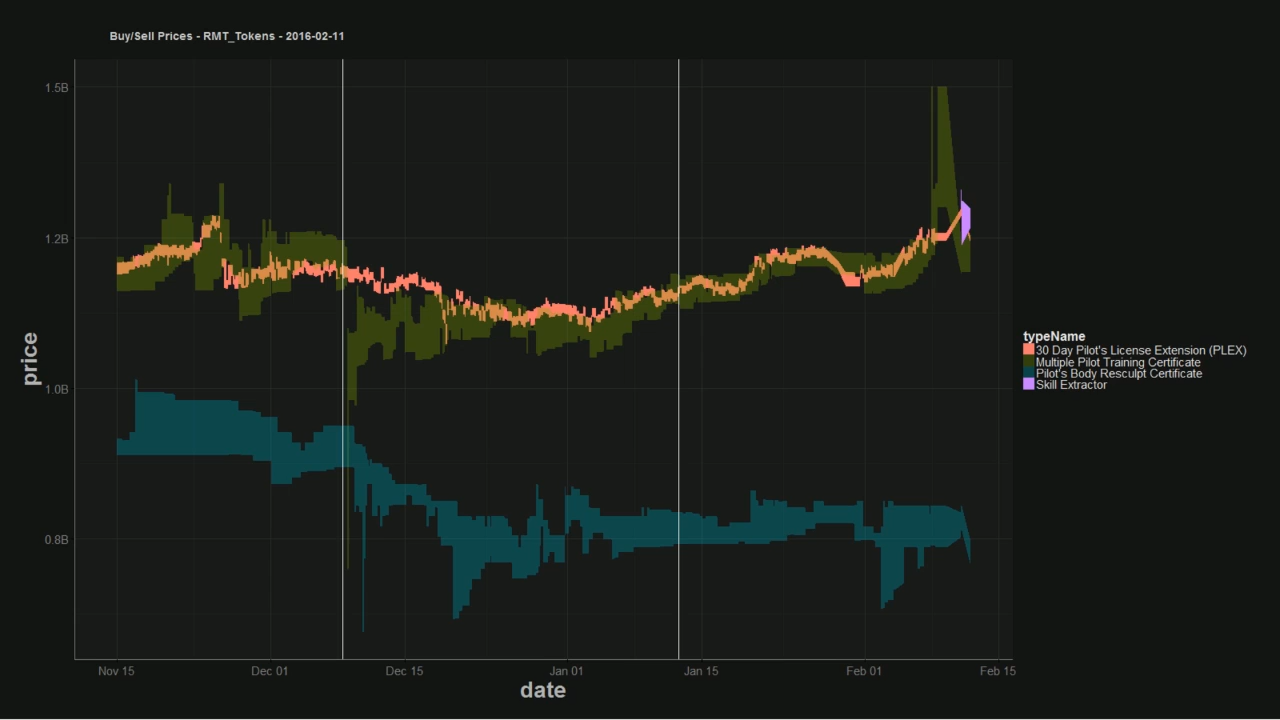 Buy/Sell Prices - RMT_Tokens - 2016-02-11
1.5B
1.2B
1.0B
0.8B
price
Nov 15 Dec 01 Dec 15 Jan 01 Jan 15 Feb 01 Feb 15
date
typeName
30 Day Pilot's License Extension (PLEX)
Multiple Pilot Training Certificate
Pilot's Body Resculpt Certificate
Skill Extractor